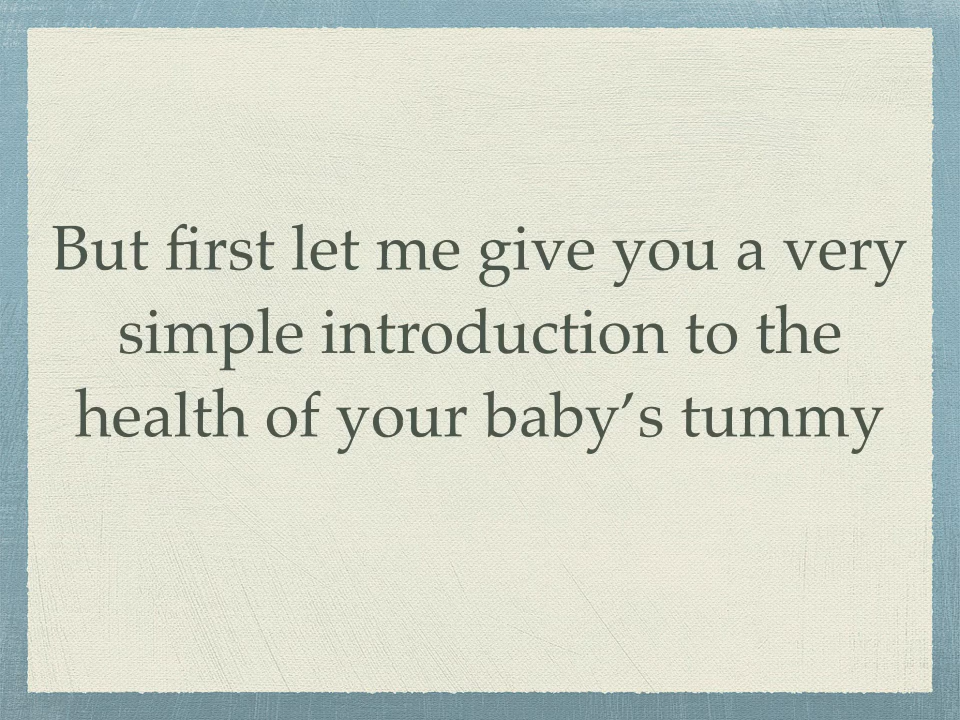 But first let me give you a very
simple introduction to the
health of your baby’s tummy